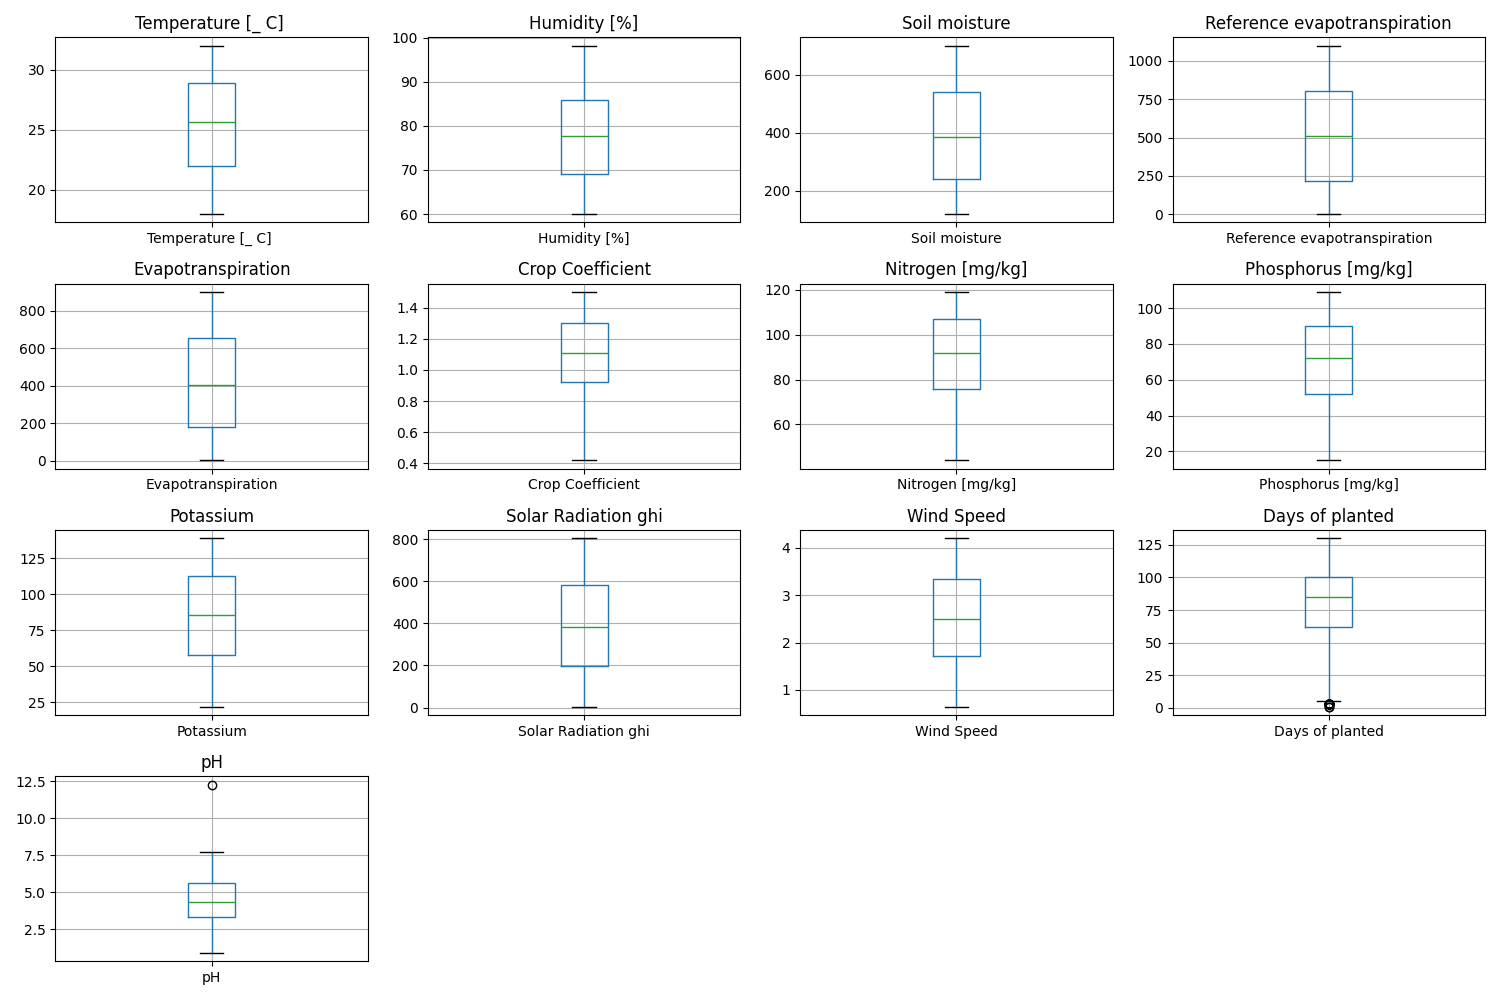 Temperature [_ C]
30
25
20
Temperature [_ C]
Humidity [%]
100
90
80
70
60
Humidity [%]
Soil moisture
600
400
200
Soil moisture
Reference evapotranspiration
1000
750
500
250
0
Reference evapotranspiration
Evapotranspiration
800
600
400
200
0
Evapotranspiration
Crop Coefficient
1.4
1.2
1.0
0.8
0.6
0.4
Crop Coefficient
Nitrogen [mg/kg]
120
100
80
60
Nitrogen [mg/kg]
Phosphorus [mg/kg]
100
80
60
40
20
Phosphorus [mg/kg]
Potassium
125
100
75
50
25
Potassium
Solar Radiation ghi
800
600
400
200
0
Solar Radiation ghi
Wind Speed
4
3
2
1
Wind Speed
Days of planted
125
100
75
50
25
0
Days of planted
pH
12.5
10.0
7.5
5.0
2.5
pH